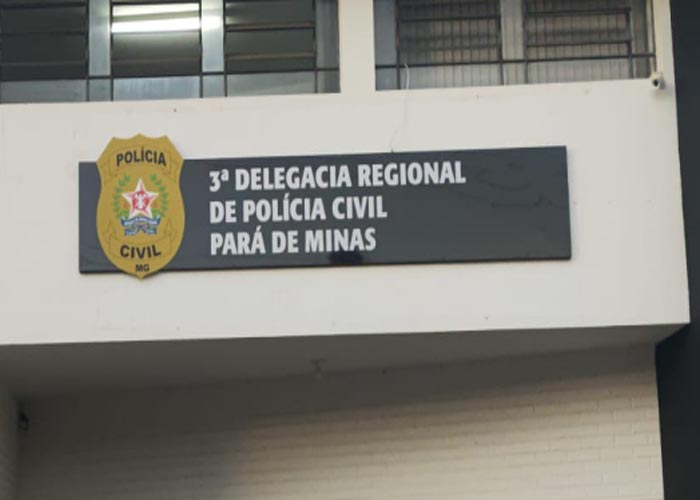 POLÍCIA
CIVIL
MG
3ª DELEGACIA REGIONAL
DE POLÍCIA CIVIL
PARÁ DE MINAS